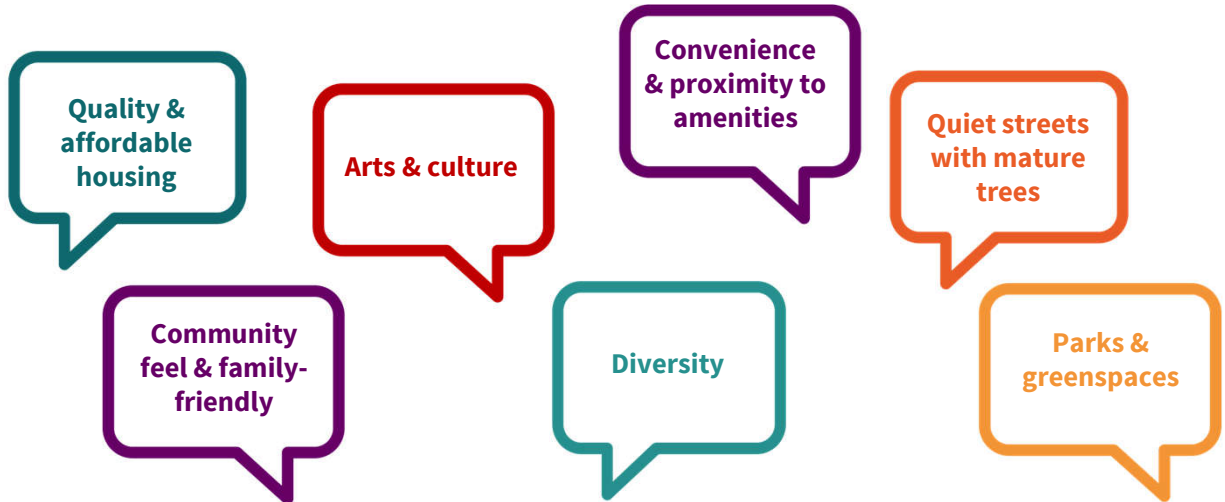 Quality &
affordable
housing
Arts & culture
Convenience
& proximity to
amenities
Quiet streets
with mature
trees
Community
feel & family-
friendly
Diversity
Parks &
greenspaces